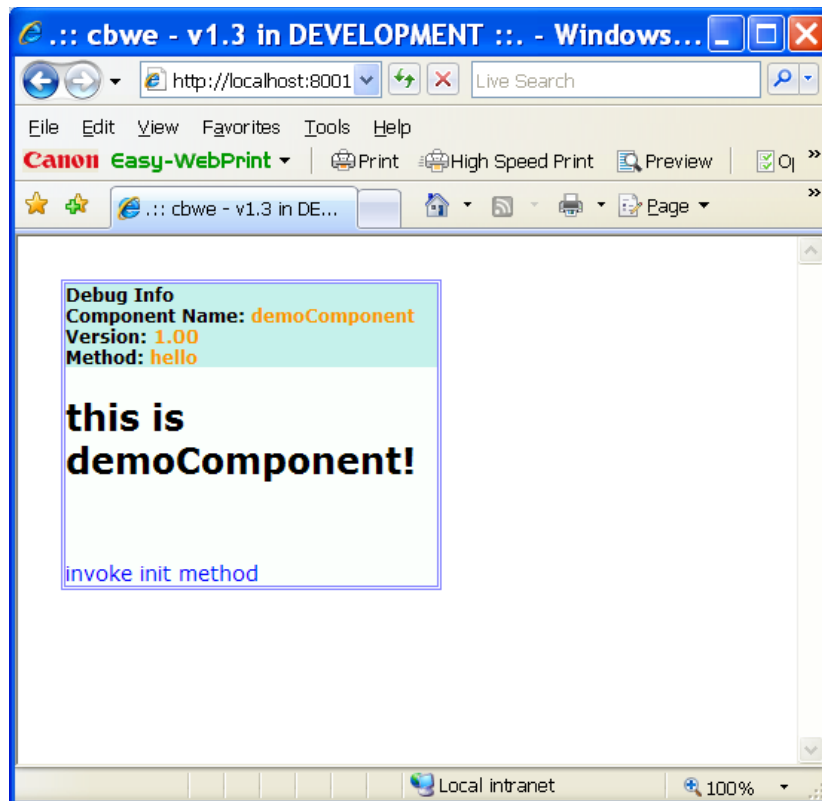 .:: cbwe - v1.3 in DEVELOPMENT ::. - Windows...
http://localhost:8001 Live Search
File Edit View Favorites Tools Help
Canon Easy-WebPrint Print High Speed Print Preview
.:: cbwe - v1.3 in DE... Page
Debug Info
Component Name: demoComponent
Version: 1.00
Method: hello
this is
demoComponent!
invoke init method
Local intranet 100%